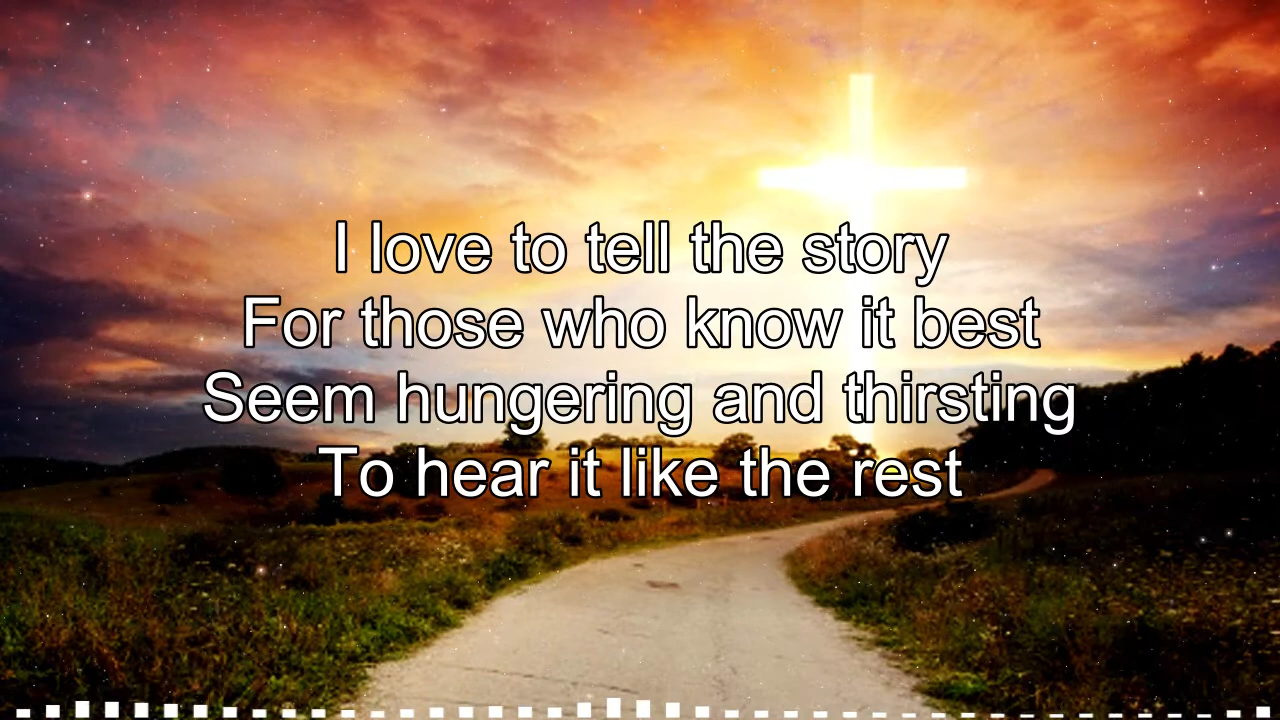 I love to tell the story
For those who know it best
Seem hungering and thirsting
To hear it like the rest